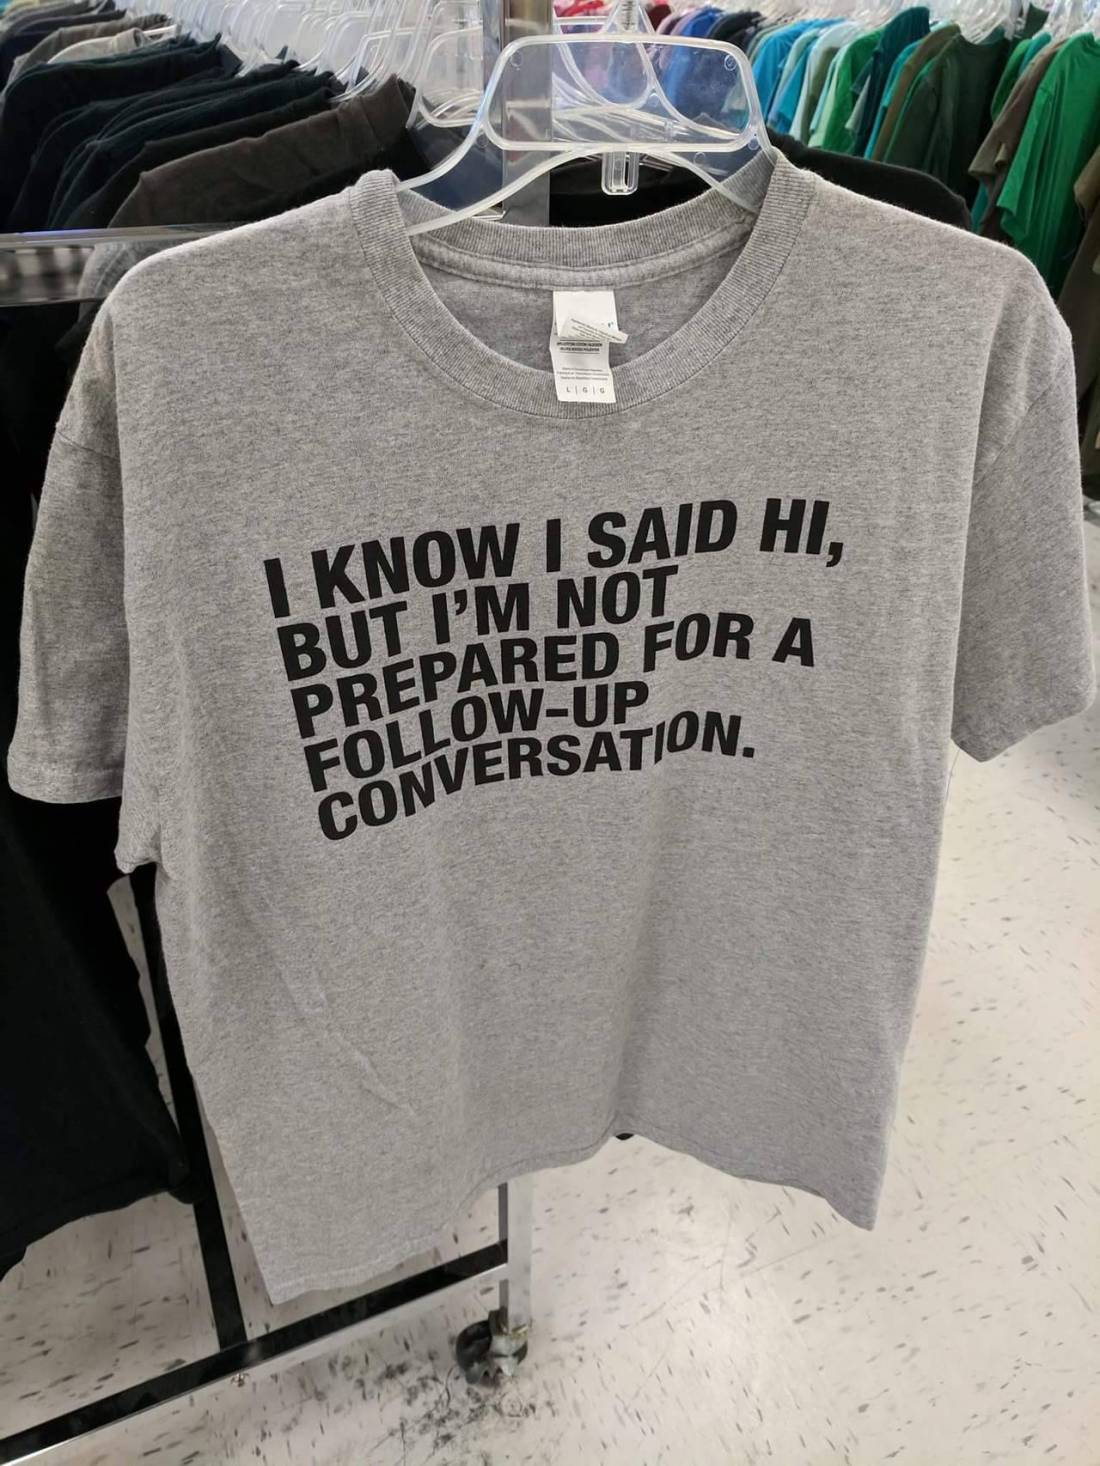 I KNOW I SAID HI,
BUT I'M NOT
PREPARED FOR A
FOLLOW-UP
CONVERSATION.
L | G | G